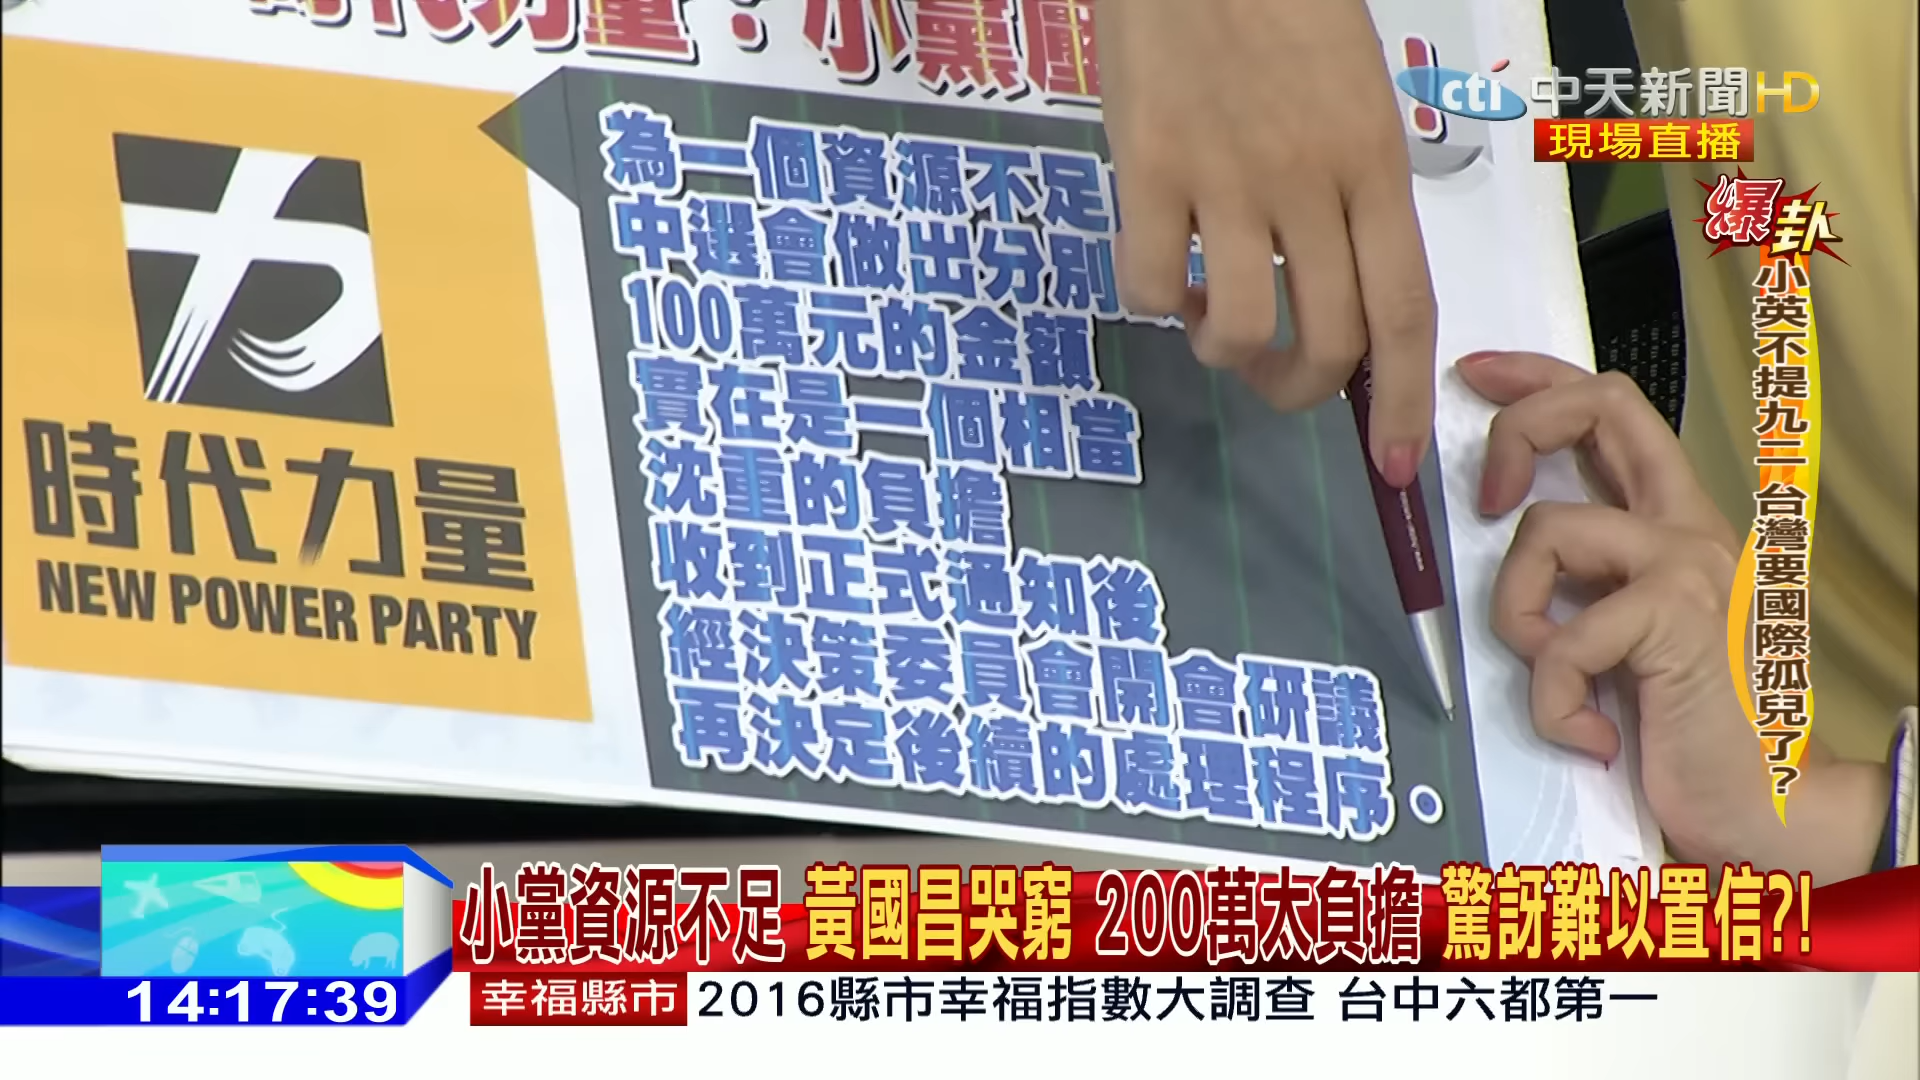 時代力量：小黨
！
cti 中天新聞HD
現場直播
爆卦
小英不提九二 台灣要國際孤兒了？
為一個資源不足
中選會做出分別
100萬元的金額
實在是一個相當
沈重的負擔
收到正式通知後
經決策委員會開會研議
再決定後續的處理程序。
時代力量
NEW POWER PARTY
小黨資源不足 黃國昌哭窮 200萬太負擔 驚訝難以置信?!
14:17:39
幸福縣市 2016縣市幸福指數大調查 台中六都第一